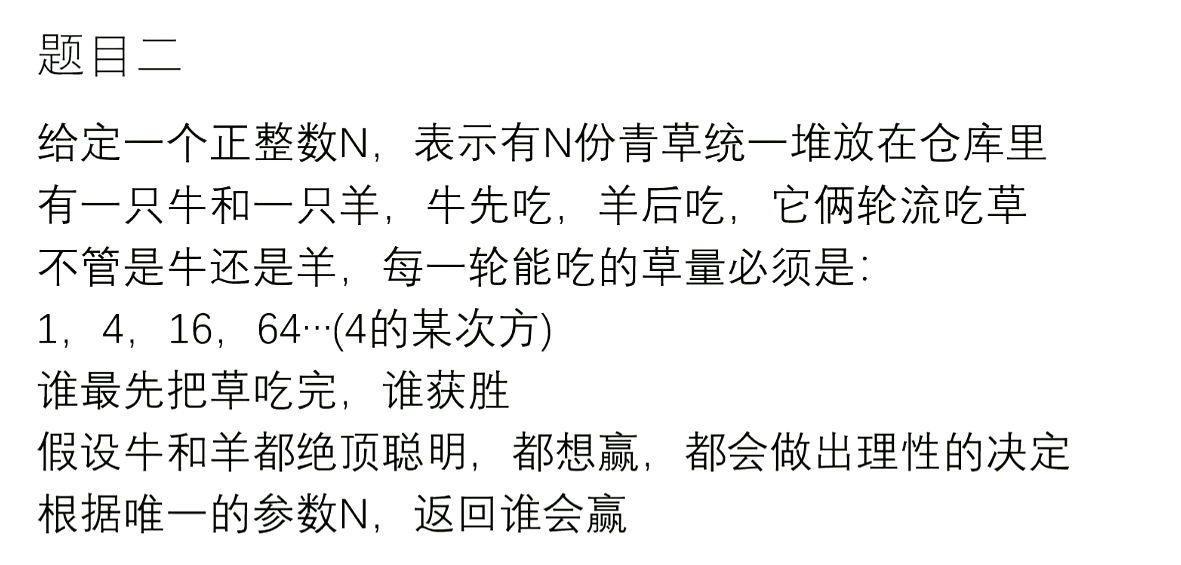 题目二
给定一个正整数N，表示有N份青草统一堆放在仓库里
有一只牛和一只羊，牛先吃，羊后吃，它俩轮流吃草
不管是牛还是羊，每一轮能吃的草量必须是：
1，4，16，64…(4的某次方)
谁最先把草吃完，谁获胜
假设牛和羊都绝顶聪明，都想赢，都会做出理性的决定
根据唯一的参数N，返回谁会赢